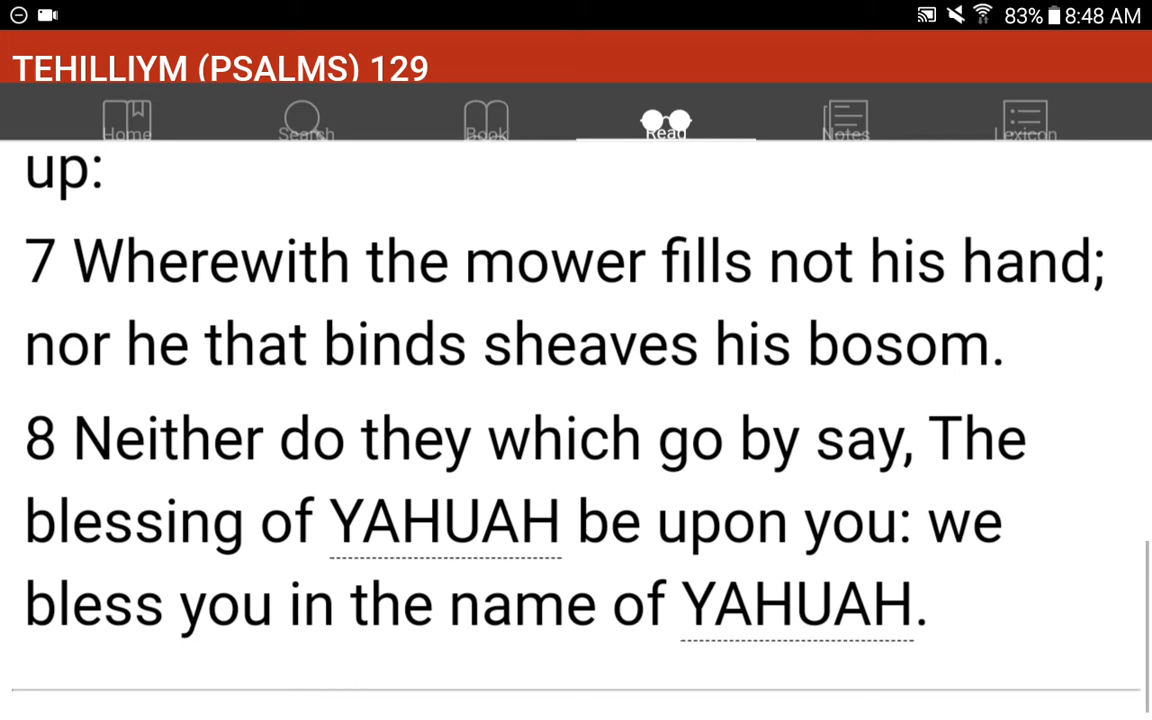 83% 8:48 AM
TEHILLIYM (PSALMS) 129
Home Search Book Read Notes Lexicon
up:
7 Wherewith the mower fills not his hand;
nor he that binds sheaves his bosom.
8 Neither do they which go by say, The
blessing of YAHUAH be upon you: we
bless you in the name of YAHUAH.